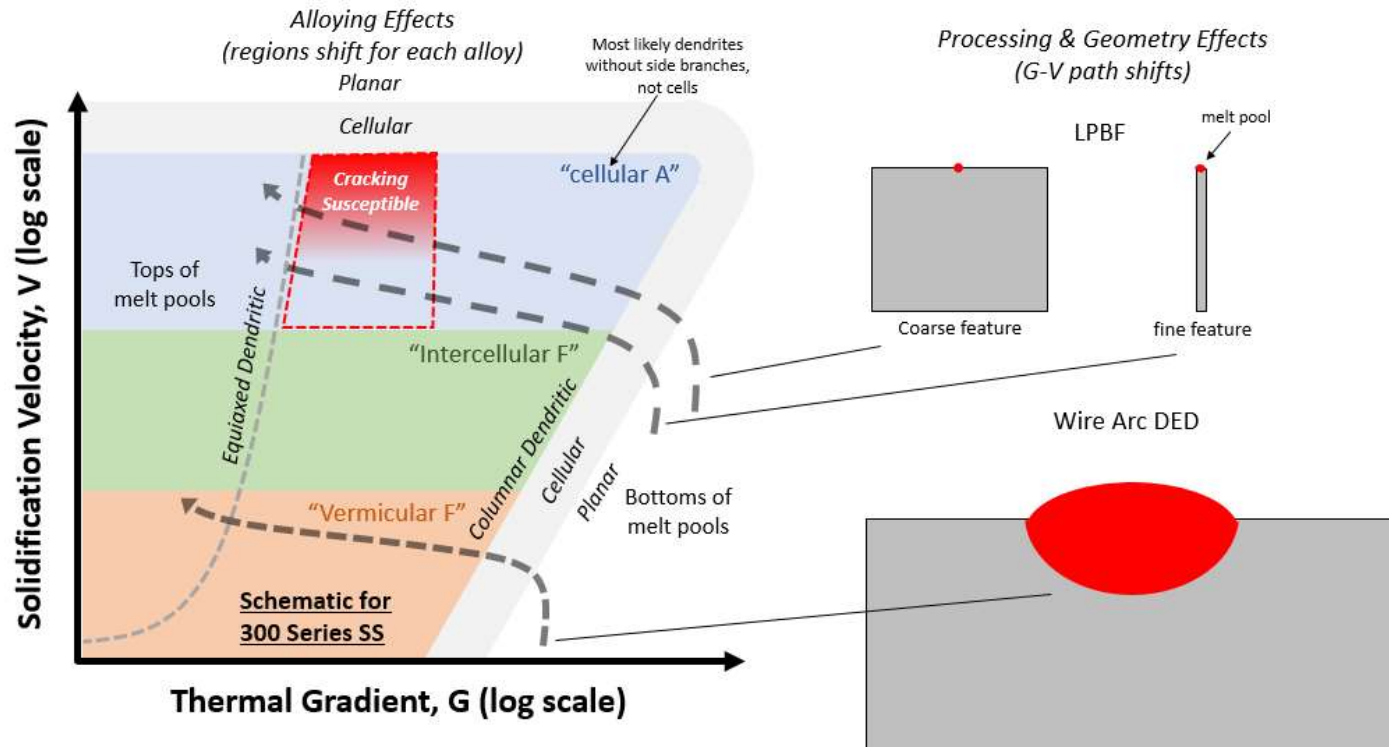 Alloying Effects
(regions shift for each alloy)
Planar
Cellular
Most likely dendrites
without side branches,
not cells
Processing & Geometry Effects
(G-V path shifts)
LPBF
melt pool
Coarse feature
fine feature
Wire Arc DED
Solidification Velocity, V (log scale)
"cellular A"
Cracking
Susceptible
Tops of
melt pools
Equiaxed Dendritic
"Intercellular F"
Columnar Dendritic
Cellular
Planar
Bottoms of
melt pools
"Vermicular F"
Schematic for
300 Series SS
Thermal Gradient, G (log scale)